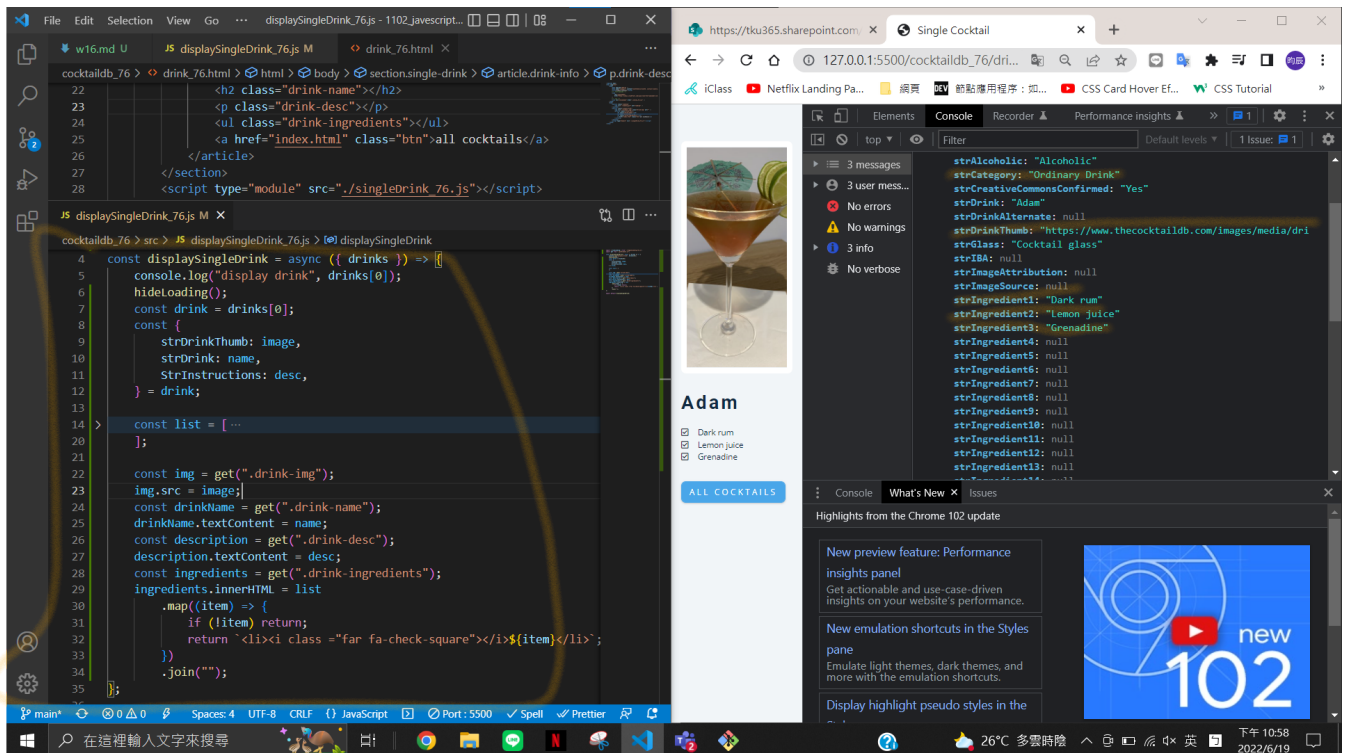 File Edit Selection View Go ··· displaySingleDrink_76.js - 1102_javescript...
w16.md U JS displaySingleDrink_76.js M <> drink_76.html
cocktaildb_76 > <> drink_76.html > html > body > section.single-drink > article.drink-info > p.drink-desc
22 <h2 class="drink-name"></h2>
23 <p class="drink-desc"></p>
24 <ul class="drink-ingredients"></ul>
25 <a href="index.html" class="btn">all cocktails</a>
26 </article>
27 </section>
28 <script type="module" src="./singleDrink_76.js"></script>
JS displaySingleDrink_76.js M
cocktaildb_76 > src > JS displaySingleDrink_76.js > displaySingleDrink
4 const displaySingleDrink = async ({ drinks }) => {
5 console.log("display drink", drinks[0]);
6 hideLoading();
7 const drink = drinks[0];
8 const {
9 strDrinkThumb: image,
10 strDrink: name,
11 StrInstructions: desc,
12 } = drink;
13
14 const list = [ ···
20 ];
21
22 const img = get(".drink-img");
23 img.src = image;
24 const drinkName = get(".drink-name");
25 drinkName.textContent = name;
26 const description = get(".drink-desc");
27 description.textContent = desc;
28 const ingredients = get(".drink-ingredients");
29 ingredients.innerHTML = list
30 .map((item) => {
31 if (!item) return;
32 return `<li><i class ="far fa-check-square"></i>${item}</li>`;
33 })
34 .join("");
35 };
main* 0 0 Spaces: 4 UTF-8 CRLF {} JavaScript Port : 5500 Spell Prettier
https://tku365.sharepoint.com/ Single Cocktail
127.0.0.1:5500/cocktaildb_76/dri...
iClass Netflix Landing Pa... 網頁 DEV 節點應用程序：如... CSS Card Hover Ef... CSS Tutorial »
Adam
Dark rum
Lemon juice
Grenadine
ALL COCKTAILS
Elements Console Recorder Performance insights » 1
top Filter Default levels 1 Issue: 1
3 messages
3 user mess...
No errors
No warnings
3 info
No verbose
strAlcoholic: "Alcoholic"
strCategory: "Ordinary Drink"
strCreativeCommonsConfirmed: "Yes"
strDrink: "Adam"
strDrinkAlternate: null
strDrinkThumb: "https://www.thecocktaildb.com/images/media/dri
strGlass: "Cocktail glass"
strIBA: null
strImageAttribution: null
strImageSource: null
strIngredient1: "Dark rum"
strIngredient2: "Lemon juice"
strIngredient3: "Grenadine"
strIngredient4: null
strIngredient5: null
strIngredient6: null
strIngredient7: null
strIngredient8: null
strIngredient9: null
strIngredient10: null
strIngredient11: null
strIngredient12: null
strIngredient13: null
Console What's New Issues
Highlights from the Chrome 102 update
New preview feature: Performance
insights panel
Get actionable and use-case-driven
insights on your website's performance.
New emulation shortcuts in the Styles
pane
Emulate light themes, dark themes, and
more with the emulation shortcuts.
Display highlight pseudo styles in the
new
102
在這裡輸入文字來搜尋
26°C 多雲時陰 英 下午 10:58
2022/6/19